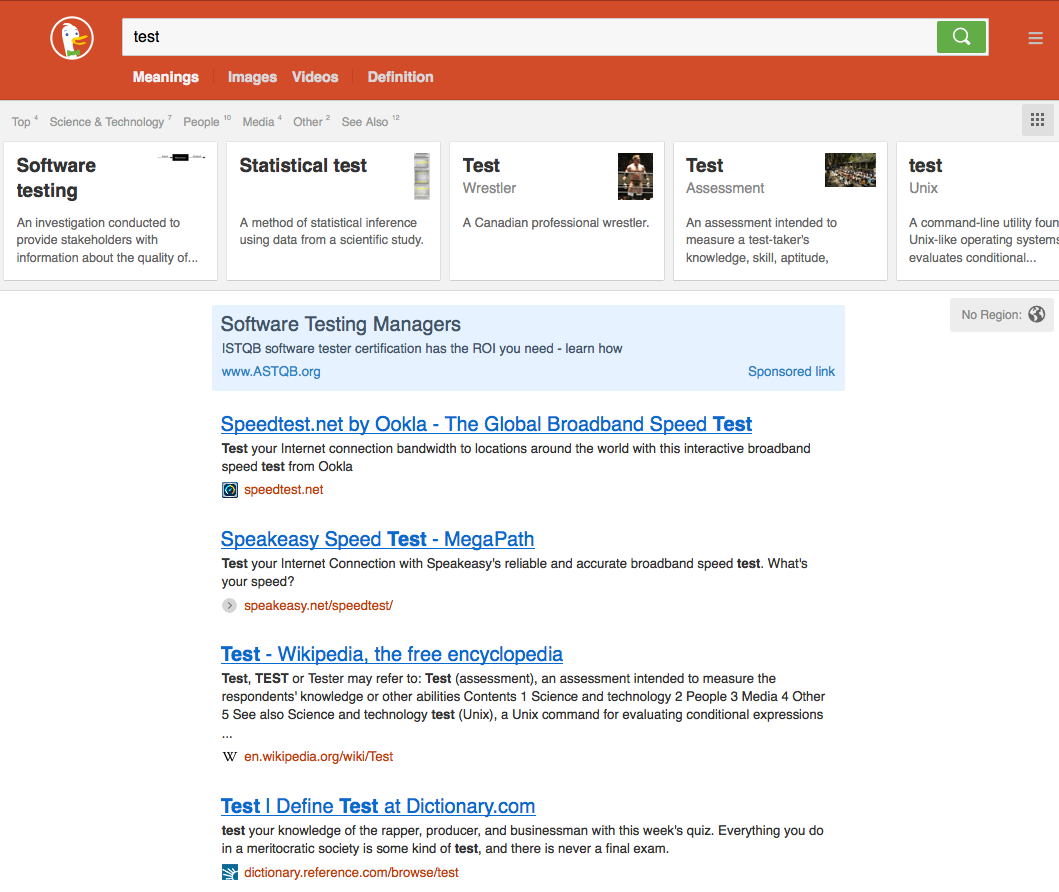 test
Meanings Images Videos Definition
Top 4 Science & Technology 7 People 10 Media 4 Other 2 See Also 12
Software
testing
An investigation conducted to
provide stakeholders with
information about the quality of...
Statistical test
A method of statistical inference
using data from a scientific study.
Test
Wrestler
A Canadian professional wrestler.
Test
Assessment
An assessment intended to
measure a test-taker's
knowledge, skill, aptitude,
test
Unix
A command-line utility foun
Unix-like operating systems
evaluates conditional...
No Region:
Software Testing Managers
ISTQB software tester certification has the ROI you need - learn how
www.ASTQB.org Sponsored link
Speedtest.net by Ookla - The Global Broadband Speed Test
Test your Internet connection bandwidth to locations around the world with this interactive broadband
speed test from Ookla
speedtest.net
Speakeasy Speed Test - MegaPath
Test your Internet Connection with Speakeasy's reliable and accurate broadband speed test. What's
your speed?
speakeasy.net/speedtest/
Test - Wikipedia, the free encyclopedia
Test, TEST or Tester may refer to: Test (assessment), an assessment intended to measure the
respondents' knowledge or other abilities Contents 1 Science and technology 2 People 3 Media 4 Other
5 See also Science and technology test (Unix), a Unix command for evaluating conditional expressions
...
W en.wikipedia.org/wiki/Test
Test | Define Test at Dictionary.com
test your knowledge of the rapper, producer, and businessman with this week's quiz. Everything you do
in a meritocratic society is some kind of test, and there is never a final exam.
dictionary.reference.com/browse/test